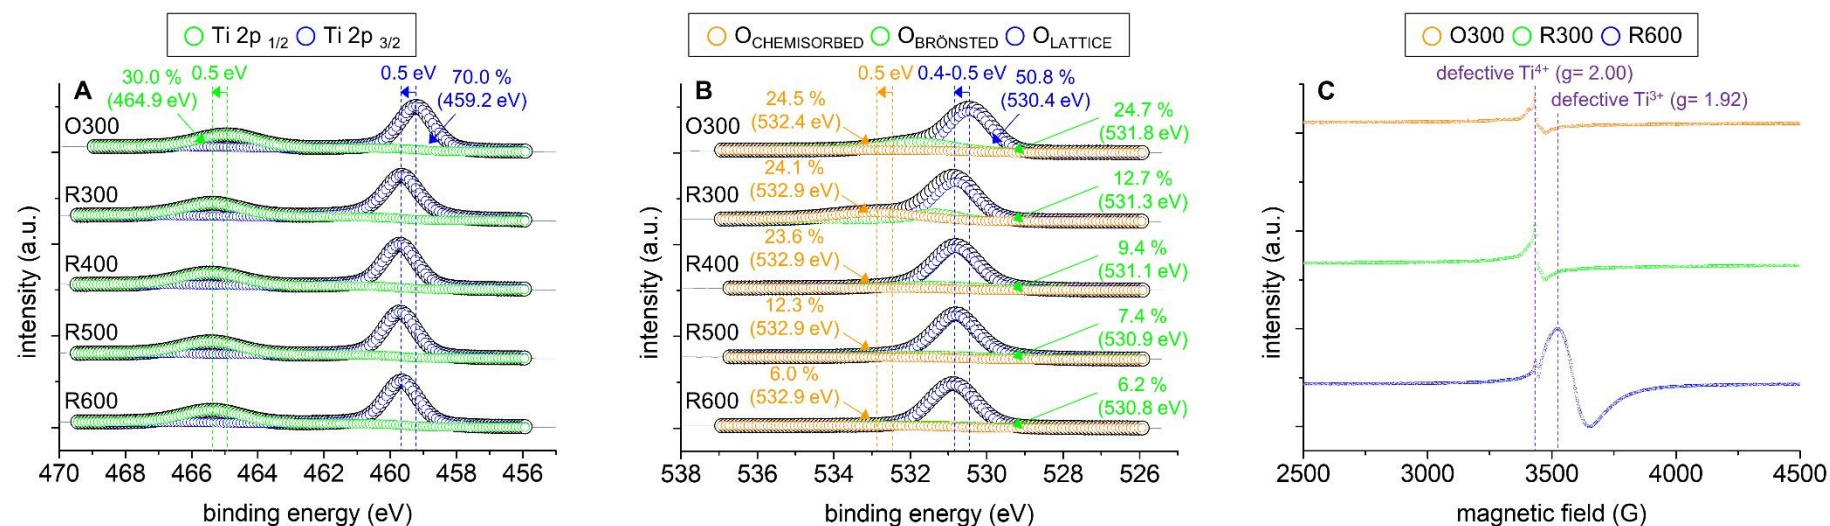 Ti 2p 1/2 Ti 2p 3/2
A
30.0 %
(464.9 eV)
0.5 eV
0.5 eV
70.0 %
(459.2 eV)
O300
R300
R400
R500
R600
intensity (a.u.)
470 468 466 464 462 460 458 456
binding energy (eV)
OCHEMISORBED OBRÖNSTED OLATTICE
B
24.5 %
(532.4 eV)
0.5 eV
0.4-0.5 eV
50.8 %
(530.4 eV)
24.7 %
(531.8 eV)
O300
24.1 %
(532.9 eV)
12.7 %
(531.3 eV)
R300
23.6 %
(532.9 eV)
9.4 %
(531.1 eV)
R400
12.3 %
(532.9 eV)
7.4 %
(530.9 eV)
R500
6.0 %
(532.9 eV)
6.2 %
(530.8 eV)
R600
intensity (a.u.)
538 536 534 532 530 528 526
binding energy (eV)
O300 R300 R600
defective Ti⁴⁺ (g= 2.00)
C
defective Ti³⁺ (g= 1.92)
intensity (a.u.)
2500 3000 3500 4000 4500
magnetic field (G)